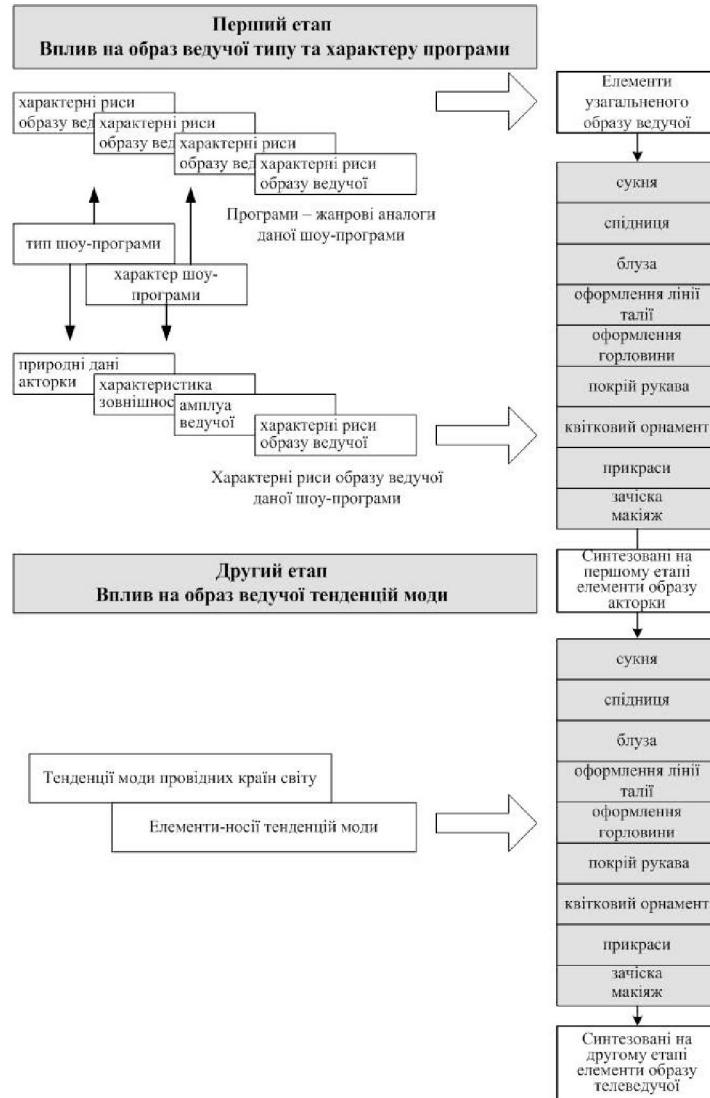 Перший етап
Вплив на образ ведучої типу та характеру програми
характерні риси
образу вед
характерні риси
образу вед
характерні риси
образу вед
характерні риси
образу ведучої
Програми – жанрові аналоги
даної шоу-програми
тип шоу-програми
характер шоу-
програми
природні дані
акторки
характеристика
зовнішнос
амплуа
ведучої
характерні риси
образу ведучої
Характерні риси образу ведучої
даної шоу-програми
Елементи
узагальненого
образу ведучої
сукня
спідниця
блуза
оформлення лінії
талії
оформлення
горловини
покрій рукава
квітковий орнамент
прикраси
зачіска
макіяж
Синтезовані на
першому етапі
елементи образу
акторки
Другий етап
Вплив на образ ведучої тенденцій моди
Тенденції моди провідних країн світу
Елементи-носії тенденцій моди
сукня
спідниця
блуза
оформлення лінії
талії
оформлення
горловини
покрій рукава
квітковий орнамент
прикраси
зачіска
макіяж
Синтезовані на
другому етапі
елементи образу
телеведучої